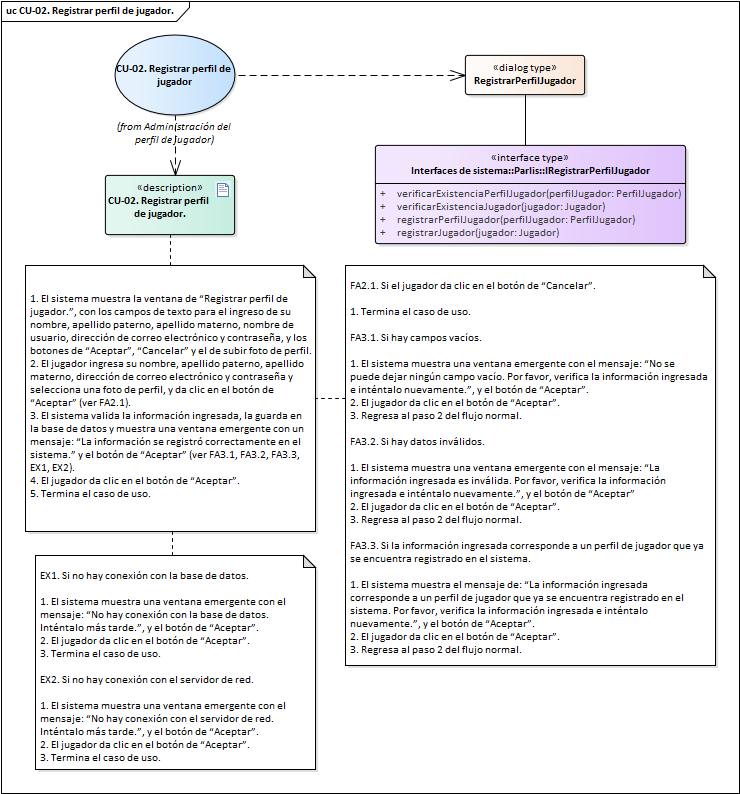 uc CU-02. Registrar perfil de jugador.
CU-02. Registrar perfil de
jugador
(from Administración del
perfil de jugador)
«dialog type»
RegistrarPerfilJugador
«interface type»
Interfaces de sistema::Parlis::IRegistrarPerfilJugador
+ verificarExistenciaPerfilJugador(perfilJugador: PerfilJugador)
+ verificarExistenciaJugador(jugador: Jugador)
+ registrarPerfilJugador(perfilJugador: PerfilJugador)
+ registrarJugador(jugador: Jugador)
«description»
CU-02. Registrar perfil
de jugador.
1. El sistema muestra la ventana de “Registrar perfil de
jugador.”, con los campos de texto para el ingreso de su
nombre, apellido paterno, apellido materno, nombre de
usuario, dirección de correo electrónico y contraseña, y los
botones de “Aceptar”, “Cancelar” y el de subir foto de perfil.
2. El jugador ingresa su nombre, apellido paterno, apellido
materno, dirección de correo electrónico y contraseña y
selecciona una foto de perfil, y da clic en el botón de
“Aceptar” (ver FA2.1).
3. El sistema valida la información ingresada, la guarda en
la base de datos y muestra una ventana emergente con un
mensaje: “La información se registró correctamente en el
sistema.” y el botón de “Aceptar” (ver FA3.1, FA3.2, FA3.3,
EX1, EX2).
4. El jugador da clic en el botón de “Aceptar”.
5. Termina el caso de uso.
EX1. Si no hay conexión con la base de datos.
1. El sistema muestra una ventana emergente con el
mensaje: “No hay conexión con la base de datos.
Inténtalo más tarde.”, y el botón de “Aceptar”.
2. El jugador da clic en el botón de “Aceptar”.
3. Termina el caso de uso.
EX2. Si no hay conexión con el servidor de red.
1. El sistema muestra una ventana emergente con el
mensaje: “No hay conexión con el servidor de red.
Inténtalo más tarde.”, y el botón de “Aceptar”.
2. El jugador da clic en el botón de “Aceptar”.
3. Termina el caso de uso.
FA2.1. Si el jugador da clic en el botón de “Cancelar”.
1. Termina el caso de uso.
FA3.1. Si hay campos vacíos.
1. El sistema muestra una ventana emergente con el mensaje: “No se
puede dejar ningún campo vacío. Por favor, verifica la información ingresada
e inténtalo nuevamente.”, y el botón de “Aceptar”.
2. El jugador da clic en el botón de “Aceptar”.
3. Regresa al paso 2 del flujo normal.
FA3.2. Si hay datos inválidos.
1. El sistema muestra una ventana emergente con el mensaje: “La
información ingresada es inválida. Por favor, verifica la información
ingresada e inténtalo nuevamente.”, y el botón de “Aceptar”
2. El jugador da clic en el botón de “Aceptar”.
3. Regresa al paso 2 del flujo normal.
FA3.3. Si la información ingresada corresponde a un perfil de jugador que ya
se encuentra registrado en el sistema.
1. El sistema muestra el mensaje de: “La información ingresada
corresponde a un perfil de jugador que ya se encuentra registrado en el
sistema. Por favor, verifica la información ingresada e inténtalo
nuevamente.”, y el botón de “Aceptar”.
2. El jugador da clic en el botón de “Aceptar”.
3. Regresa al paso 2 del flujo normal.